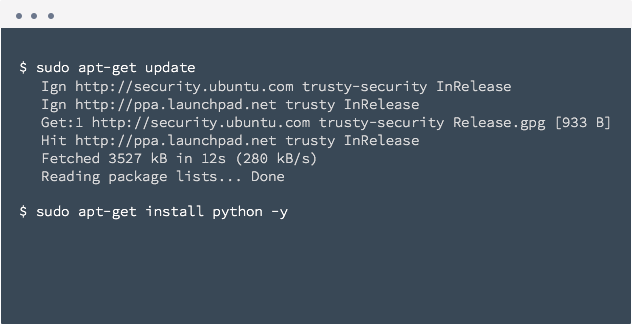 $ sudo apt-get update
Ign http://security.ubuntu.com trusty-security InRelease
Ign http://ppa.launchpad.net trusty InRelease
Get:1 http://security.ubuntu.com trusty-security Release.gpg [933 B]
Hit http://ppa.launchpad.net trusty InRelease
Fetched 3527 kB in 12s (280 kB/s)
Reading package lists... Done
$ sudo apt-get install python -y